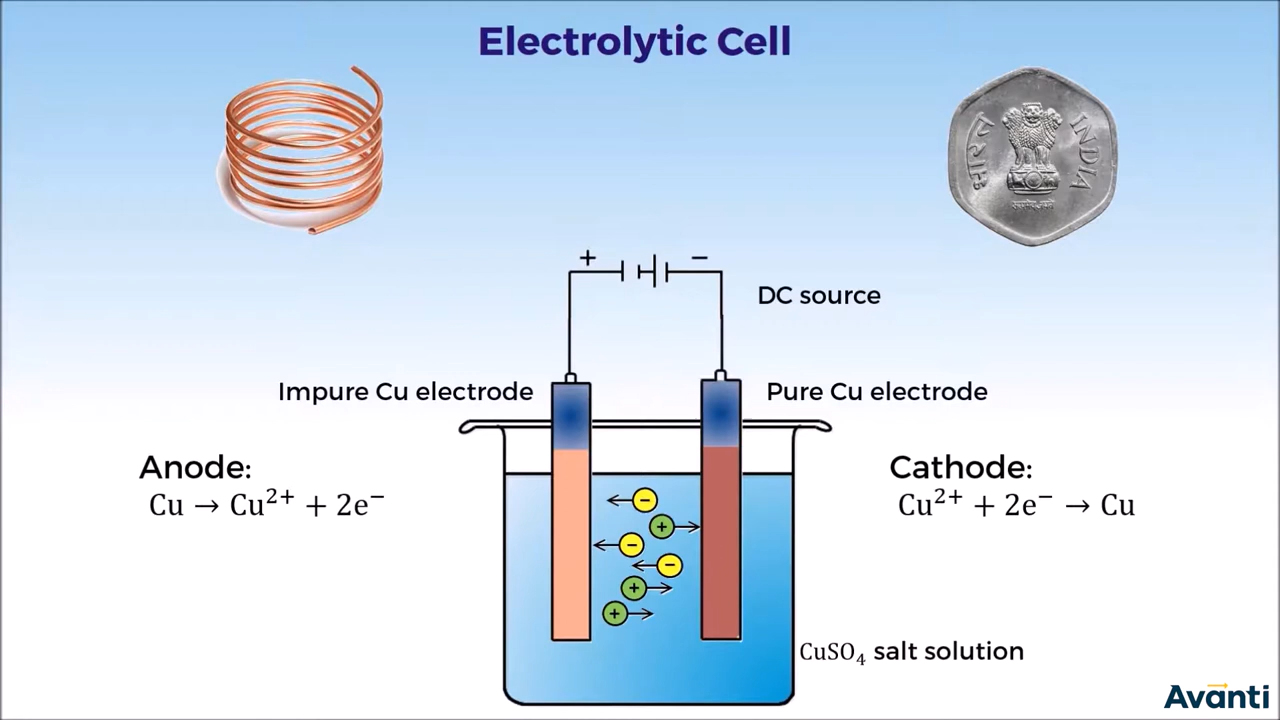 Electrolytic Cell
भारत
INDIA
+
−
DC source
Impure Cu electrode
Pure Cu electrode
Anode:
Cu → Cu²⁺ + 2e⁻
Cathode:
Cu²⁺ + 2e⁻ → Cu
−
+
−
−
+
+
CuSO₄ salt solution
Avanti